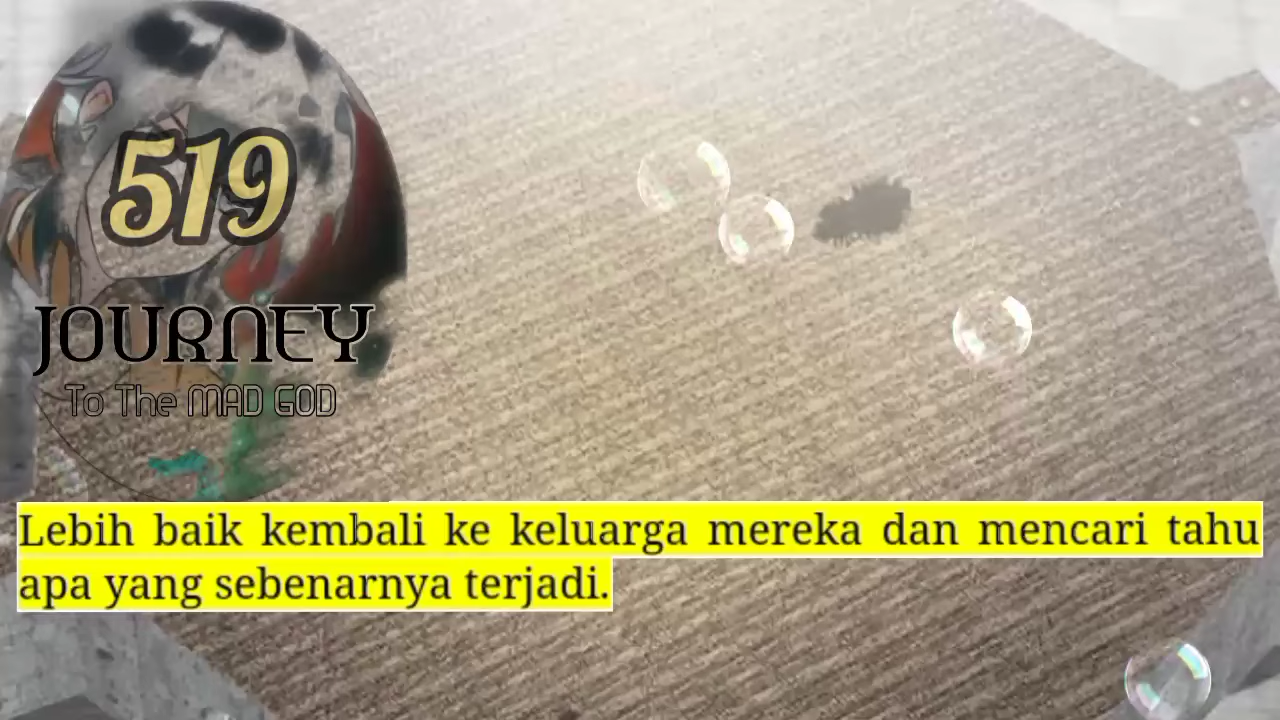 519
JOURNEY
To The MAD GOD
Lebih baik kembali ke keluarga mereka dan mencari tahu
apa yang sebenarnya terjadi.